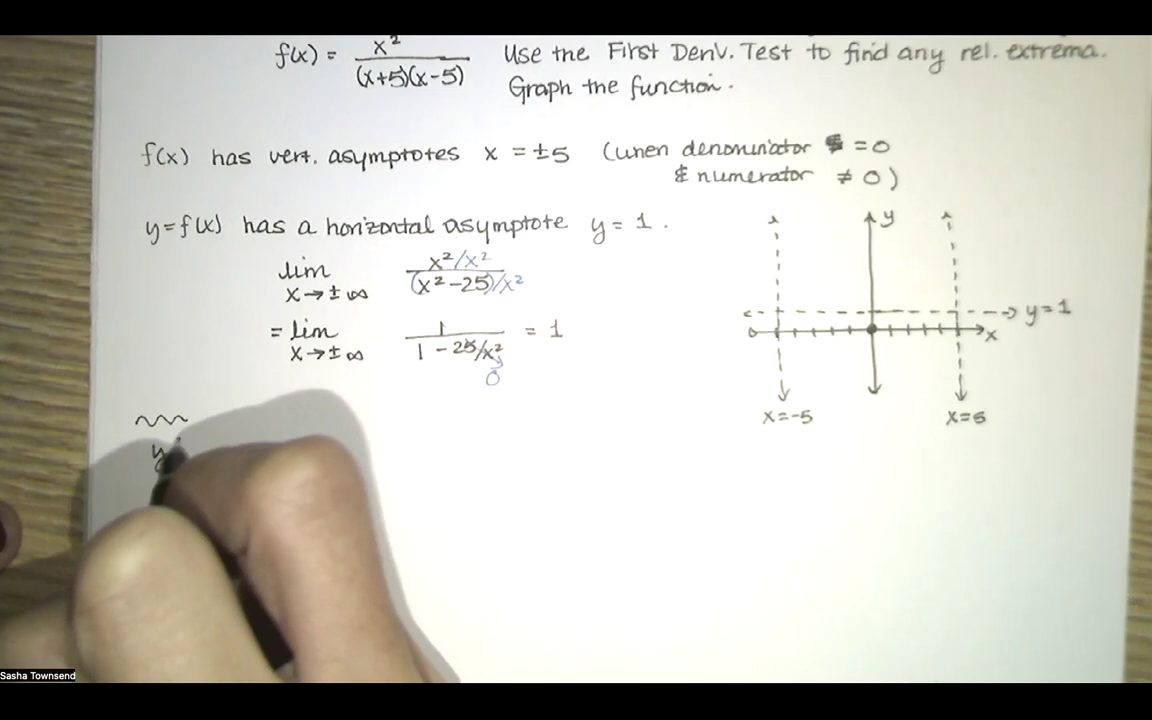 f(x) = x² / (x+5)(x-5) Use the First Deriv. Test to find any rel. extrema.
Graph the function.
f(x) has vert. asymptotes x = ±5 (when denominator = 0
& numerator ≠ 0)
y=f(x) has a horizontal asymptote y = 1.
lim x→±∞ x²/x² / (x²-25)/x²
= lim x→±∞ 1 / 1 - 25/x² = 1
0
y
y=1
x
x=-5 x=5
y'
Sasha Townsend